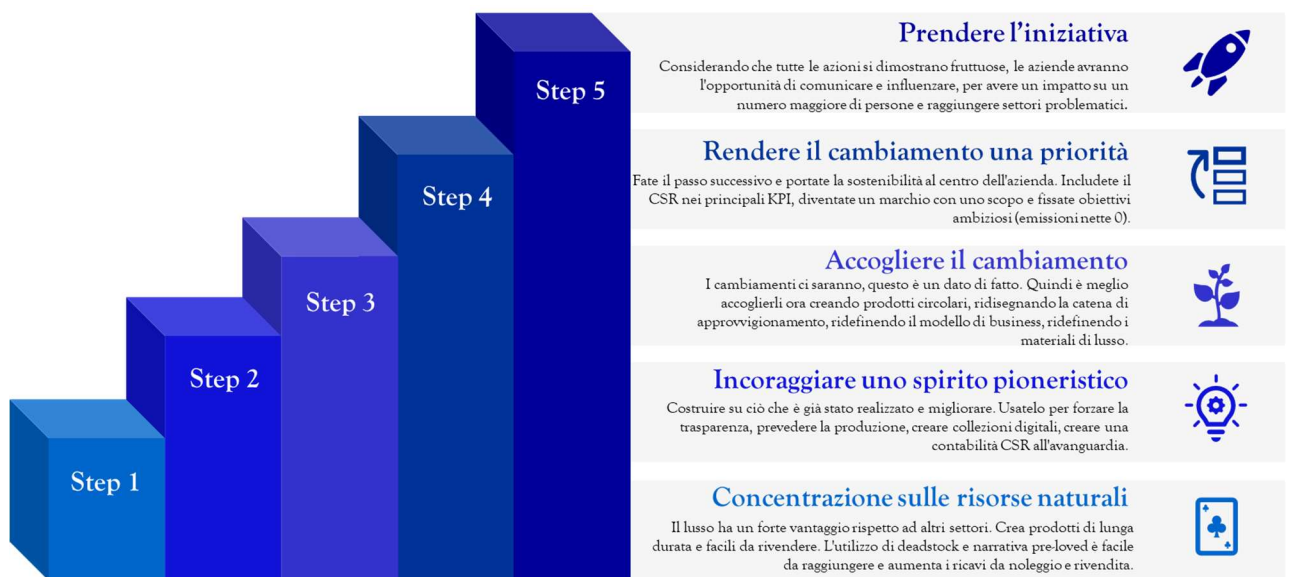 Prendere l'iniziativa
Considerando che tutte le azioni si dimostrano fruttuose, le aziende avranno
l'opportunità di comunicare e influenzare, per avere un impatto su un
numero maggiore di persone e raggiungere settori problematici.
Step 5
Rendere il cambiamento una priorità
Fate il passo successivo e portate la sostenibilità al centro dell'azienda. Includete il
CSR nei principali KPI, diventate un marchio con uno scopo e fissate obiettivi
ambiziosi (emissioni nette 0).
Step 4
Accogliere il cambiamento
I cambiamenti ci saranno, questo è un dato di fatto. Quindi è meglio
accoglierli ora creando prodotti circolari, ridisegnando la catena di
approvvigionamento, ridefinendo il modello di business, ridefinendo i
materiali di lusso.
Step 3
Incoraggiare uno spirito pioneristico
Costruire su ciò che è già stato realizzato e migliorare. Usatelo per forzare la
trasparenza, prevedere la produzione, creare collezioni digitali, creare una
contabilità CSR all'avanguardia.
Step 2
Concentrazione sulle risorse naturali
Il lusso ha un forte vantaggio rispetto ad altri settori. Crea prodotti di lunga
durata e facili da rivendere. L'utilizzo di deadstock e narrativa pre-loved è facile
da raggiungere e aumenta i ricavi da noleggio e rivendita.
Step 1